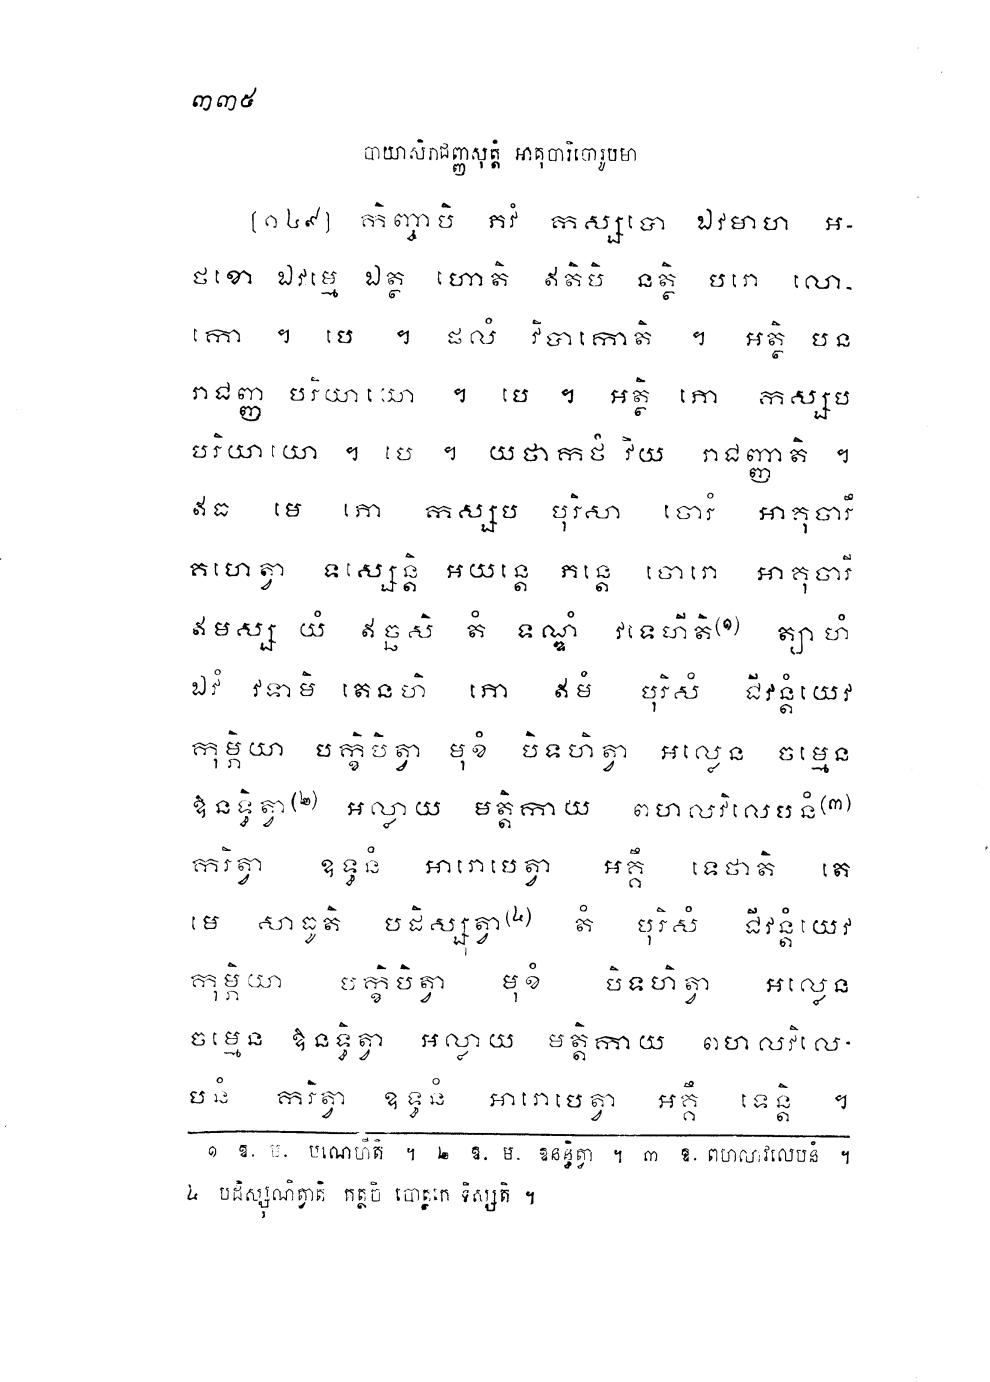 ៣៣៥
បាយាសិរាជញ្ញសុត្តំ អាគុចារិចោរូបមា
[១៤៩] កិញ្ចាបិ ភវំ កស្សបោ ឯវមាហ អ-
ថខោ ឯវម្មេ ឯត្ថ ហោតិ ឥតិបិ នត្ថិ បរោ លោ-
កោ ។ បេ ។ ផលំ វិបាកោតិ ។ អត្ថិ បន
រាជញ្ញ បរិយាយោ ។ បេ ។ អត្ថិ ភោ កស្សប
បរិយាយោ ។ បេ ។ យថាកថំ វិយ រាជញ្ញាតិ ។
ឥធ មេ ភោ កស្សប បុរិសា ចោរំ អាគុចារឹ
គហេត្វា ទស្សេន្តិ អយន្តេ ភន្តេ ចោរោ អាគុចារី
ឥមស្ស យំ ឥច្ឆសិ តំ ទណ្ឌំ វទេហីតិ(១) ត្យាហំ
ឯវំ វទាមិ តេនហិ ភោ ឥមំ បុរិសំ ជីវន្តំយេវ
កុម្ភិយា បក្ខិបិត្វា មុខំ បិទហិត្វា អល្លេន ចម្មេន
ឱនទ្ធិត្វា(២) អល្លាយ មត្តិកាយ ពហលវិលេបនំ(៣)
ករិត្វា ឧទ្ធនំ អារោបេត្វា អគ្គឹ ទេថាតិ តេ
មេ សាធូតិ បដិស្សុត្វា(៤) តំ បុរិសំ ជីវន្តំយេវ
កុម្ភិយា បក្ខិបិត្វា មុខំ បិទហិត្វា អល្លេន
ចម្មេន ឱនទ្ធិត្វា អល្លាយ មត្តិកាយ ពហលវិលេ-
បនំ ករិត្វា ឧទ្ធនំ អារោបេត្វា អគ្គឹ ទេន្តិ ។
១ ឱ. ម. បណេហីតិ ។ ២ ឱ. ម. ឱនន្ធិត្វា ។ ៣ ឱ. ពហលាវលេបនំ ។
៤ បដិស្សុណិត្វាតិ កត្ថចិ បោត្ថកេ ទិស្សតិ ។